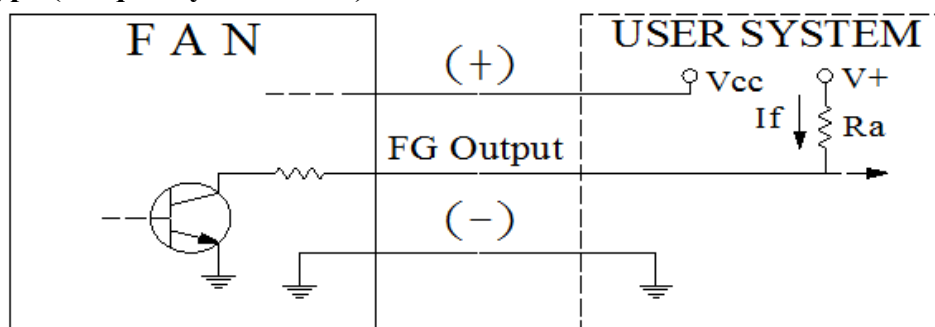 F A N
USER SYSTEM
(+)
Vcc
V+
If
Ra
FG Output
(-)